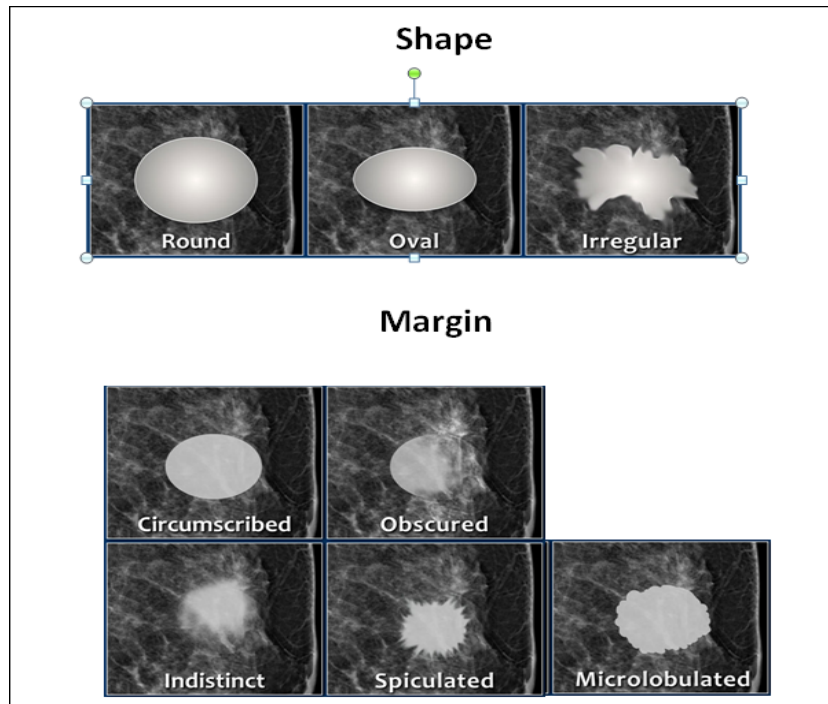 Shape
Round Oval Irregular
Margin
Circumscribed Obscured
Indistinct Spiculated Microlobulated